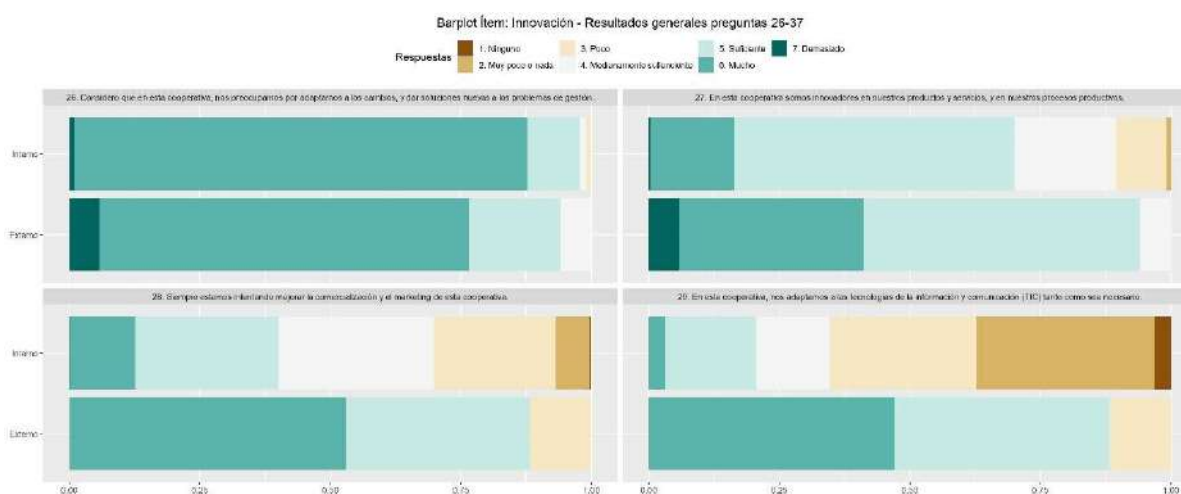 Barplot Ítem: Innovación - Resultados generales preguntas 26-37
Respuestas
1. Ninguno
2. Muy poco o nada
3. Poco
4. Medianamente suficiente
5. Suficiente
6. Mucho
7. Demasiado
26. Considero que en esta cooperativa, nos preocupamos por adaptarnos a los cambios, y dar soluciones nuevas a los problemas de gestión.
27. En esta cooperativa somos innovadores en nuestros productos y servicios, y en nuestros procesos productivos.
Interno
Externo
28. Siempre estamos intentando mejorar la comercialización y el marketing de esta cooperativa.
29. En esta cooperativa, nos adaptamos a las tecnologías de la información y comunicación (TIC) tanto como sea necesario.
Interno
Externo
0.00 0.25 0.50 0.75 1.00
0.00 0.25 0.50 0.75 1.00